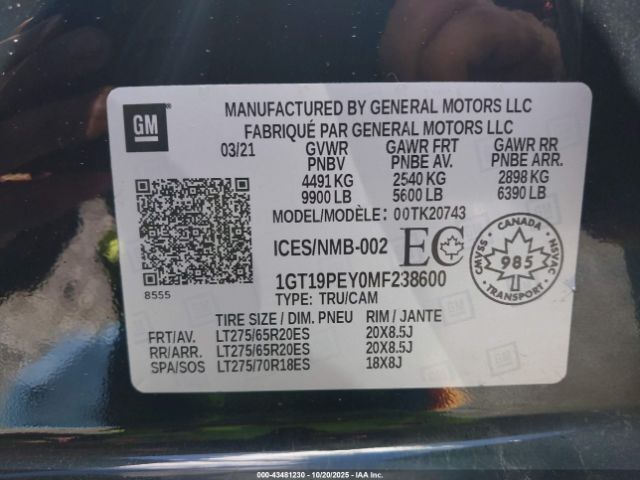 GM
MANUFACTURED BY GENERAL MOTORS LLC
FABRIQUÉ PAR GENERAL MOTORS LLC
03/21 GVWR GAWR FRT GAWR RR
PNBV PNBE AV. PNBE ARR.
4491 KG 2540 KG 2898 KG
9900 LB 5600 LB 6390 LB
MODEL/MODÈLE: 00TK20743
ICES/NMB-002 EC
CANADA
CMVSS NSVAC
985
TRANSPORT
8555
1GT19PEY0MF238600
TYPE: TRU/CAM
TIRE SIZE / DIM. PNEU RIM / JANTE
FRT/AV. LT275/65R20ES 20X8.5J
RR/ARR. LT275/65R20ES 20X8.5J
SPA/SOS LT275/70R18ES 18X8J
000-43481230 - 10/20/2025 - IAA Inc.